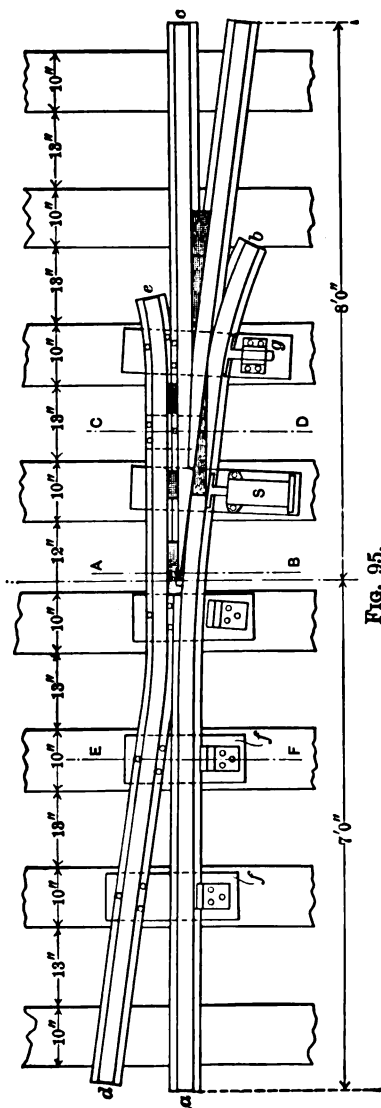 10" 13" 10" 13" 10" 13" 10" 12" 10" 13" 10" 13" 10" 13" 10"
E A C
e
c
d
a
b
S
g
f f
F B D
7'0" 8'0"
FIG. 95.